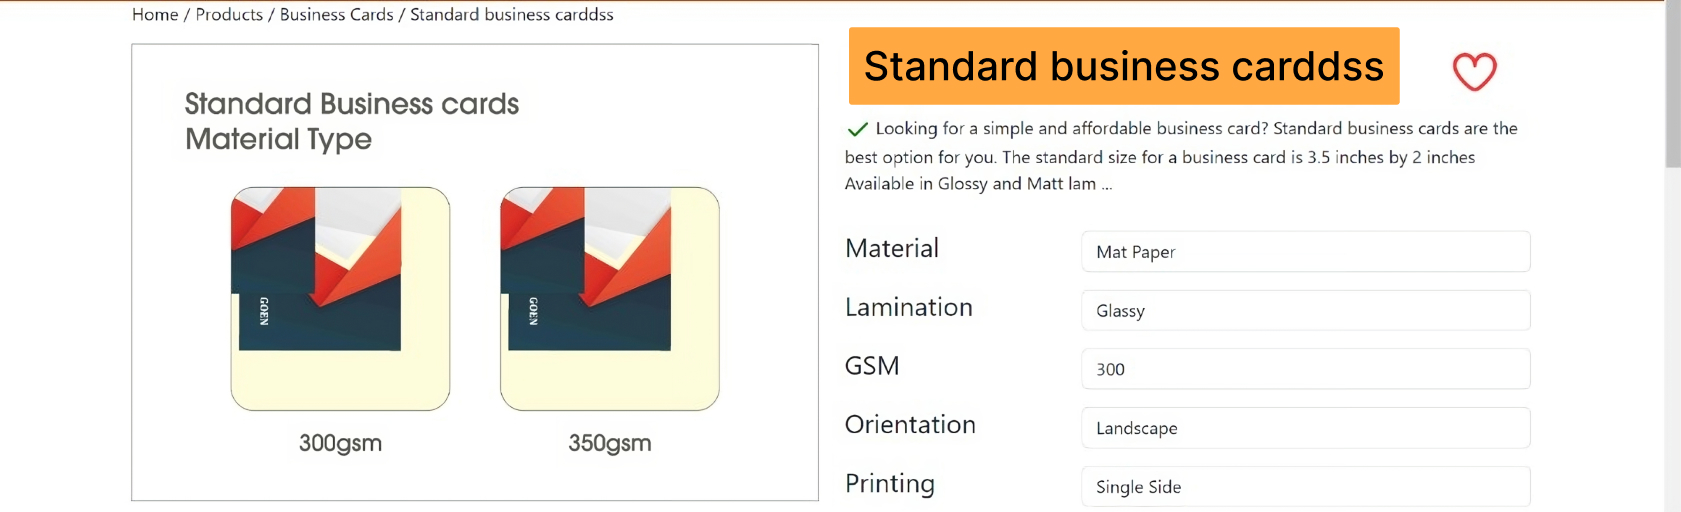 Home / Products / Business Cards / Standard business carddss
Standard Business cards
Material Type
GOEN
GOEN
300gsm
350gsm
Standard business carddss
Looking for a simple and affordable business card? Standard business cards are the
best option for you. The standard size for a business card is 3.5 inches by 2 inches
Available in Glossy and Matt lam ...
Material
Mat Paper
Lamination
Glassy
GSM
300
Orientation
Landscape
Printing
Single Side